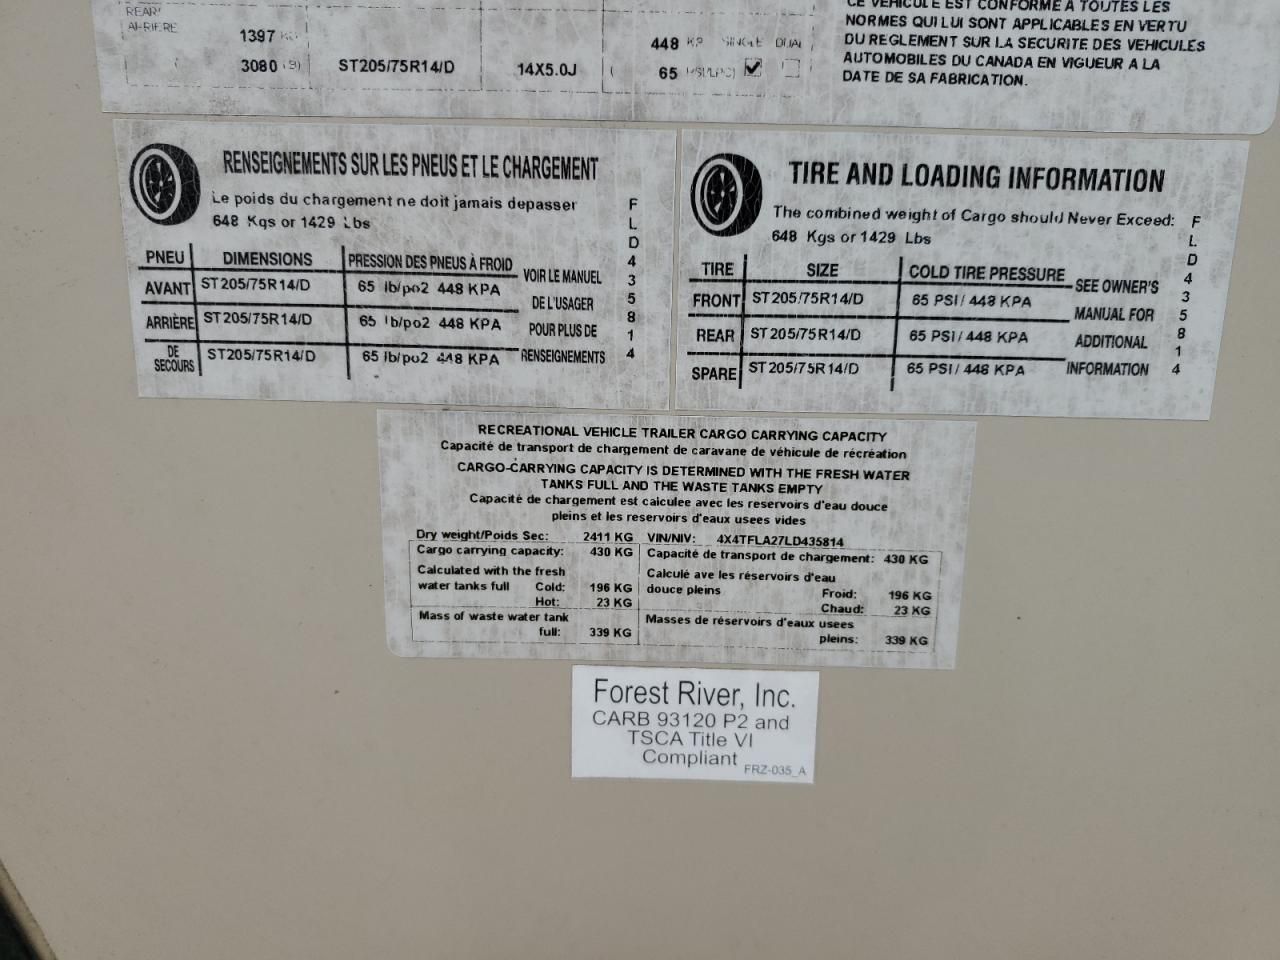 REAR/
ARRIERE
1397 KG
3080
ST205/75R14/D
14X5.0J
448 SINGLE DUAL
65
CE VEHICULE EST CONFORME A TOUTES LES
NORMES QUI LUI SONT APPLICABLES EN VERTU
DU REGLEMENT SUR LA SECURITE DES VEHICULES
AUTOMOBILES DU CANADA EN VIGUEUR A LA
DATE DE SA FABRICATION.
RENSEIGNEMENTS SUR LES PNEUS ET LE CHARGEMENT
Le poids du chargement ne doit jamais depasser
648 Kgs or 1429 Lbs
PNEU DIMENSIONS PRESSION DES PNEUS À FROID
AVANT ST205/75R14/D 65 lb/po2 448 KPA
ARRIÈRE ST205/75R14/D 65 lb/po2 448 KPA
DE SECOURS ST205/75R14/D 65 lb/po2 448 KPA
VOIR LE MANUEL
DE L'USAGER
POUR PLUS DE
RENSEIGNEMENTS
FLD435814
TIRE AND LOADING INFORMATION
The combined weight of Cargo should Never Exceed:
648 Kgs or 1429 Lbs
TIRE SIZE COLD TIRE PRESSURE
FRONT ST205/75R14/D 65 PSI/ 448 KPA
REAR ST205/75R14/D 65 PSI/ 448 KPA
SPARE ST205/75R14/D 65 PSI/ 448 KPA
SEE OWNER'S
MANUAL FOR
ADDITIONAL
INFORMATION
FLD435814
RECREATIONAL VEHICLE TRAILER CARGO CARRYING CAPACITY
Capacité de transport de chargement de caravane de véhicule de récréation
CARGO-CARRYING CAPACITY IS DETERMINED WITH THE FRESH WATER
TANKS FULL AND THE WASTE TANKS EMPTY
Capacité de chargement est calculee avec les reservoirs d'eau douce
pleins et les reservoirs d'eaux usees vides
Dry weight/Poids Sec: 2411 KG VIN/NIV: 4X4TFLA27LD435814
Cargo carrying capacity: 430 KG
Calculated with the fresh
water tanks full Cold: 196 KG
Hot: 23 KG
Mass of waste water tank
full: 339 KG
Capacité de transport de chargement: 430 KG
Calculé ave les réservoirs d'eau
douce pleins Froid: 196 KG
Chaud: 23 KG
Masses de réservoirs d'eaux usees
pleins: 339 KG
Forest River, Inc.
CARB 93120 P2 and
TSCA Title VI
Compliant
FRZ-035_A